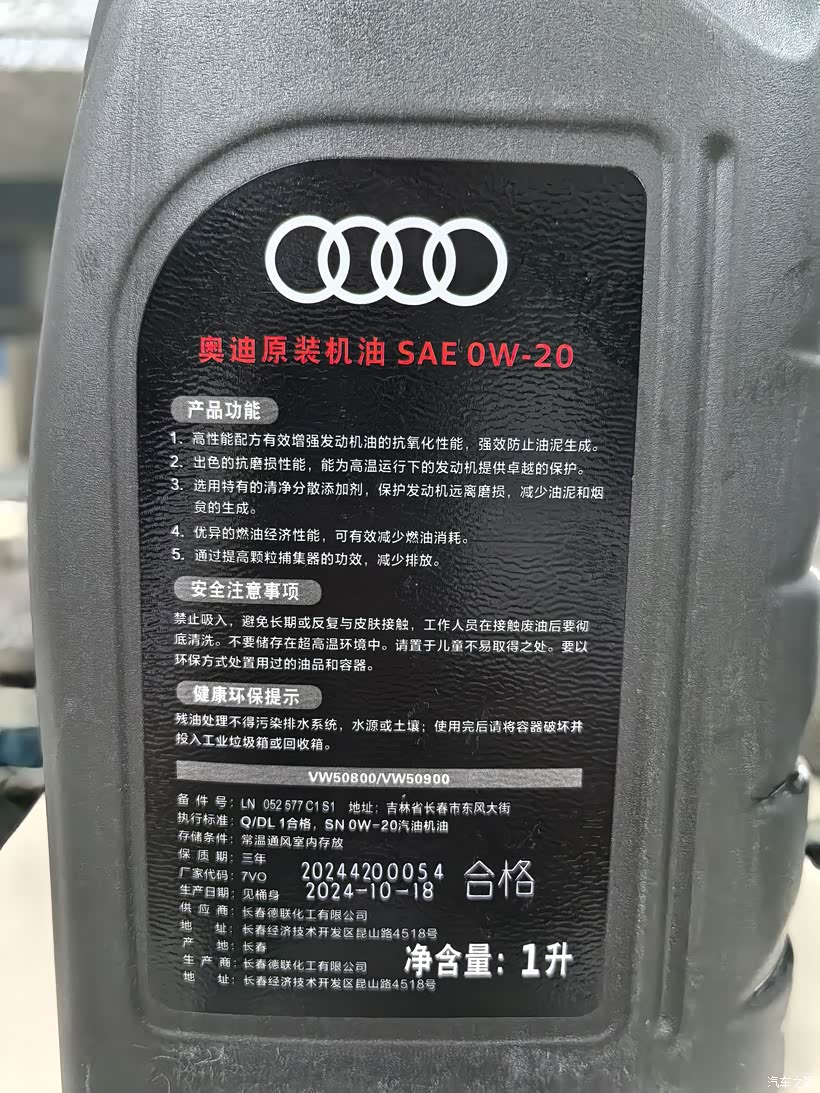 奥迪原装机油 SAE 0W-20
产品功能
1. 高性能配方有效增强发动机油的抗氧化性能，强效防止油泥生成。
2. 出色的抗磨损性能，能为高温运行下的发动机提供卓越的保护。
3. 选用特有的清净分散添加剂，保护发动机远离磨损，减少油泥和烟
炱的生成。
4. 优异的燃油经济性能，可有效减少燃油消耗。
5. 通过提高颗粒捕集器的功效，减少排放。
安全注意事项
禁止吸入，避免长期或反复与皮肤接触，工作人员在接触废油后要彻
底清洗。不要储存在超高温环境中。请置于儿童不易取得之处。要以
环保方式处置用过的油品和容器。
健康环保提示
残油处理不得污染排水系统，水源或土壤；使用完后请将容器破坏并
投入工业垃圾箱或回收箱。
VW50800/VW50900
备件号：LN 052 577 C1 S1 地址：吉林省长春市东风大街
执行标准：Q/DL 1合格，SN 0W-20汽油机油
存储条件：常温通风室内存放
保质期：三年
厂家代码：7VO 20244200054 合格
生产日期：见桶身 2024-10-18
供应商：长春德联化工有限公司
地址：长春经济技术开发区昆山路4518号
产地：长春
净含量：1升
生产商：长春德联化工有限公司
地址：长春经济技术开发区昆山路4518号
汽车之家